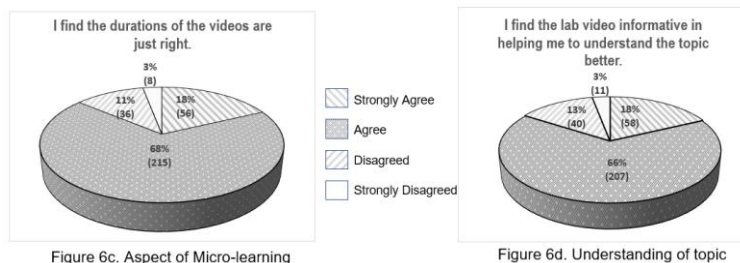 I find the durations of the videos are
just right.
3%
(8)
11%
(36)
18%
(56)
68%
(215)
Figure 6c. Aspect of Micro-learning
Strongly Agree
Agree
Disagreed
Strongly Disagreed
I find the lab video informative in
helping me to understand the topic
better.
3%
(11)
13%
(40)
18%
(58)
66%
(207)
Figure 6d. Understanding of topic